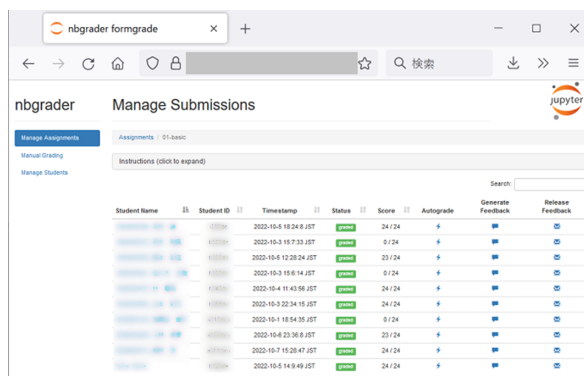 nbgrader formgrade
検索
nbgrader
Manage Submissions
jupyter
Manage Assignments
Manual Grading
Manage Students
Assignments / 01-basic
Instructions (click to expand)
Search:
Student Name Student ID Timestamp Status Score Autograde Generate Feedback Release Feedback
2022-10-5 18:24:8 JST graded 24 / 24
2022-10-3 15:7:33 JST graded 0 / 24
2022-10-5 12:28:24 JST graded 23 / 24
2022-10-3 15:6:14 JST graded 0 / 24
2022-10-4 11:43:56 JST graded 24 / 24
2022-10-3 22:34:15 JST graded 24 / 24
2022-10-1 18:54:35 JST graded 0 / 24
2022-10-6 23:36:8 JST graded 23 / 24
2022-10-7 15:28:47 JST graded 24 / 24
2022-10-5 14:9:49 JST graded 24 / 24